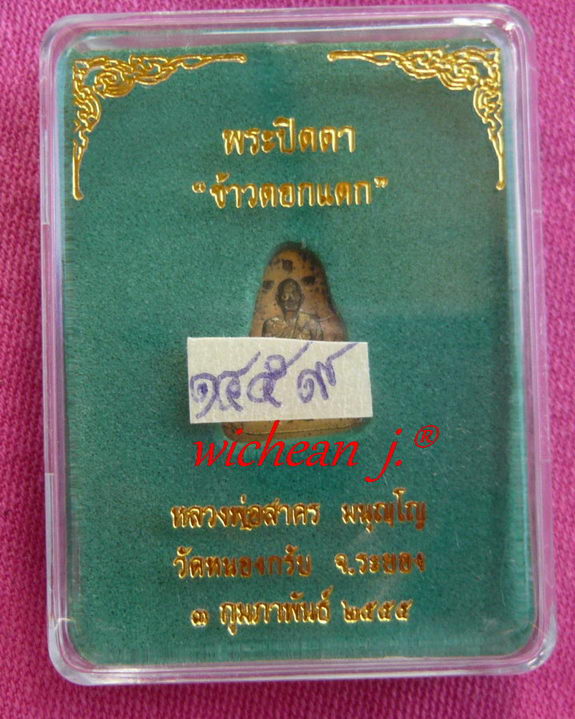 พระปิดตา
"ข้าวตอกแตก"
๑๔๕๙
wichean j.®
หลวงพ่อสาคร มนุญฺโญ
วัดหนองกรับ จ.ระยอง
๓ กุมภาพันธ์ ๒๕๕๕